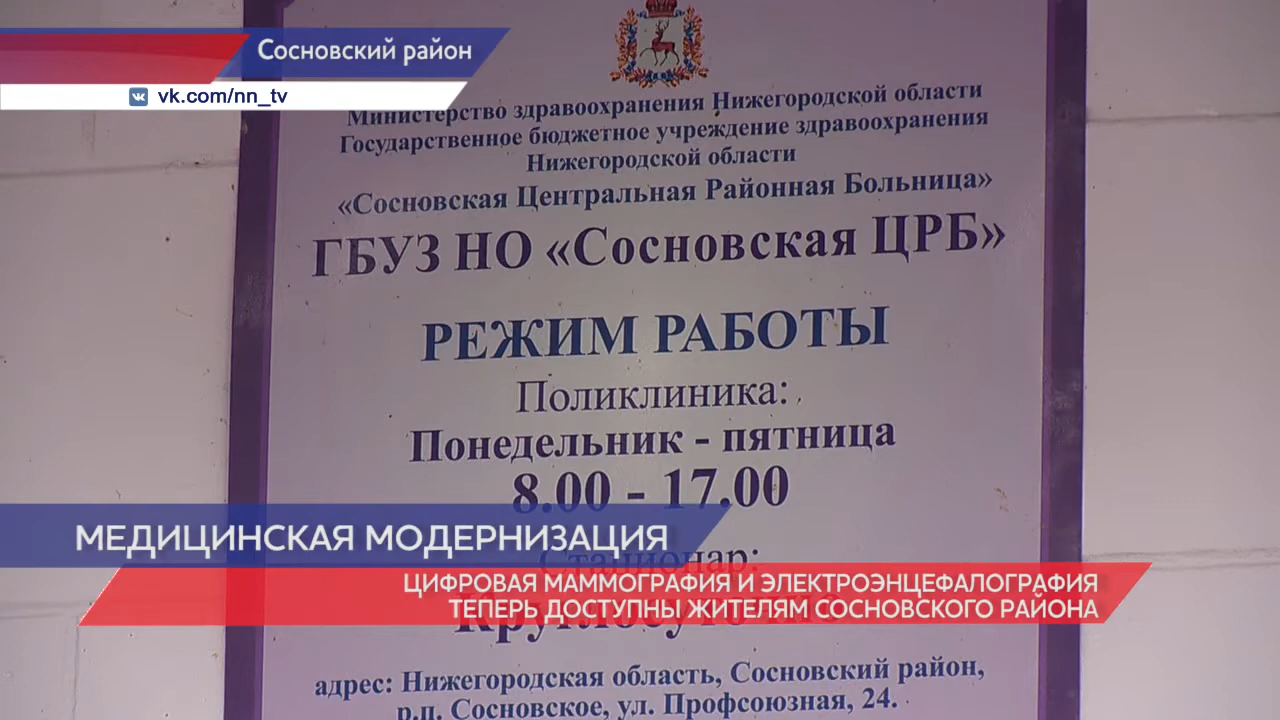 Сосновский район
vk.com/nn_tv
Министерство здравоохранения Нижегородской области
Государственное бюджетное учреждение здравоохранения
Нижегородской области
«Сосновская Центральная Районная Больница»
ГБУЗ НО «Сосновская ЦРБ»
РЕЖИМ РАБОТЫ
Поликлиника:
Понедельник - пятница
8.00 - 17.00
МЕДИЦИНСКАЯ МОДЕРНИЗАЦИЯ
Стационар:
ЦИФРОВАЯ МАММОГРАФИЯ И ЭЛЕКТРОЭНЦЕФАЛОГРАФИЯ
ТЕПЕРЬ ДОСТУПНЫ ЖИТЕЛЯМ СОСНОВСКОГО РАЙОНА
Круглосуточно
адрес: Нижегородская область, Сосновский район,
р.п. Сосновское, ул. Профсоюзная, 24.